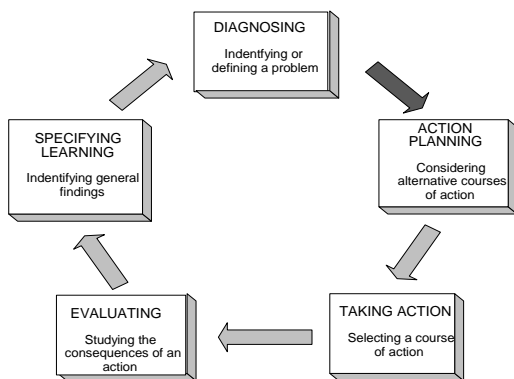 DIAGNOSING
Indentfying or
defining a problem
ACTION
PLANNING
Considering
alternative courses
of action
TAKING ACTION
Selecting a course
of action
EVALUATING
Studying the
consequences of an
action
SPECIFYING
LEARNING
Indentifying general
findings